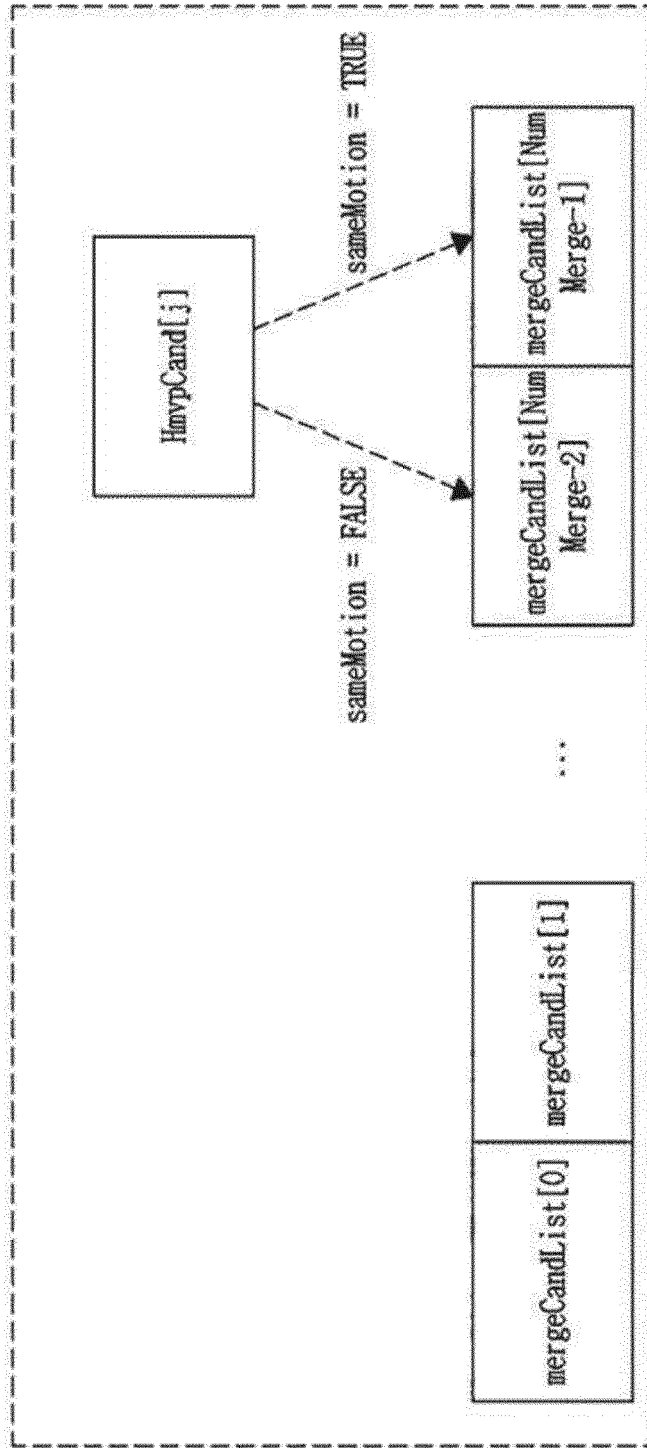 HmvpCand[j]
sameMotion = FALSE
sameMotion = TRUE
mergeCandList[0]
mergeCandList[1]
...
mergeCandList[Num
Merge-2]
mergeCandList[Num
Merge-1]